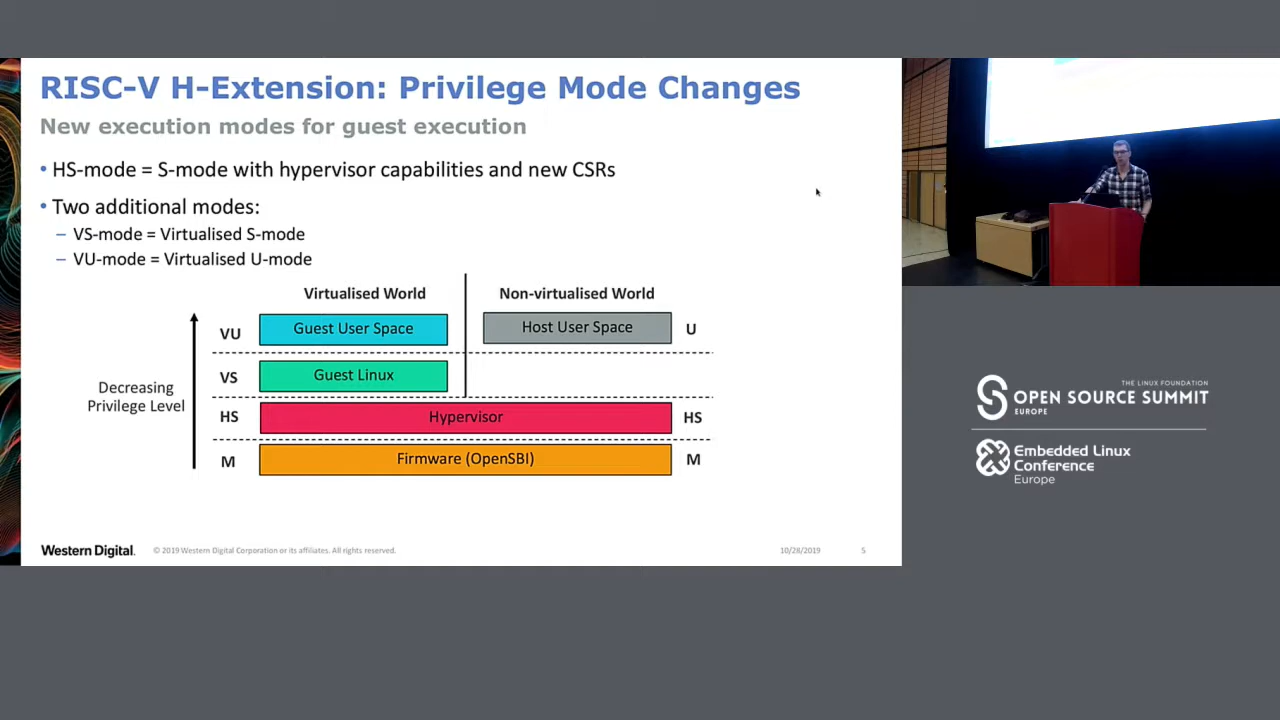 RISC-V H-Extension: Privilege Mode Changes
New execution modes for guest execution
• HS-mode = S-mode with hypervisor capabilities and new CSRs
• Two additional modes:
– VS-mode = Virtualised S-mode
– VU-mode = Virtualised U-mode
Virtualised World
Non-virtualised World
VU
Guest User Space
Host User Space
U
VS
Guest Linux
Decreasing
Privilege Level
HS
Hypervisor
HS
M
Firmware (OpenSBI)
M
Western Digital.
© 2019 Western Digital Corporation or its affiliates. All rights reserved.
10/28/2019
5
THE LINUX FOUNDATION
OPEN SOURCE SUMMIT
EUROPE
Embedded Linux
Conference
Europe